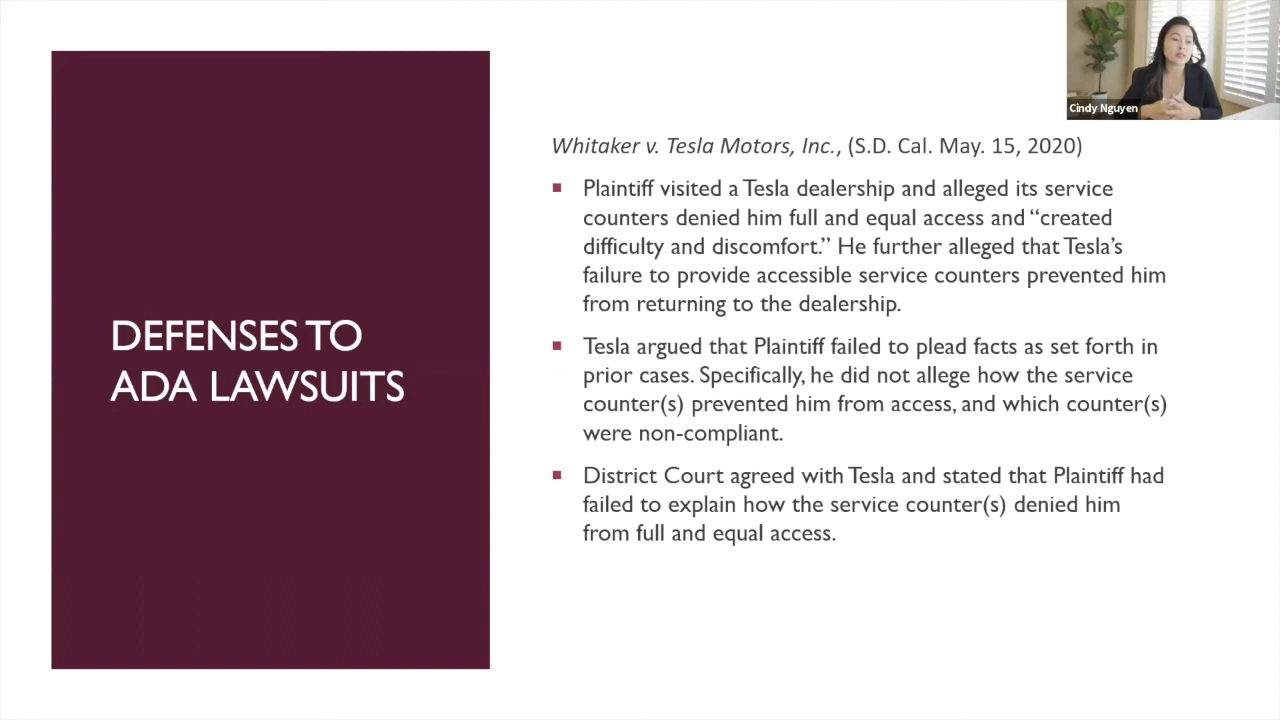 Cindy Nguyen
DEFENSES TO
ADA LAWSUITS
Whitaker v. Tesla Motors, Inc., (S.D. Cal. May. 15, 2020)
Plaintiff visited a Tesla dealership and alleged its service
counters denied him full and equal access and “created
difficulty and discomfort.” He further alleged that Tesla’s
failure to provide accessible service counters prevented him
from returning to the dealership.
Tesla argued that Plaintiff failed to plead facts as set forth in
prior cases. Specifically, he did not allege how the service
counter(s) prevented him from access, and which counter(s)
were non-compliant.
District Court agreed with Tesla and stated that Plaintiff had
failed to explain how the service counter(s) denied him
from full and equal access.